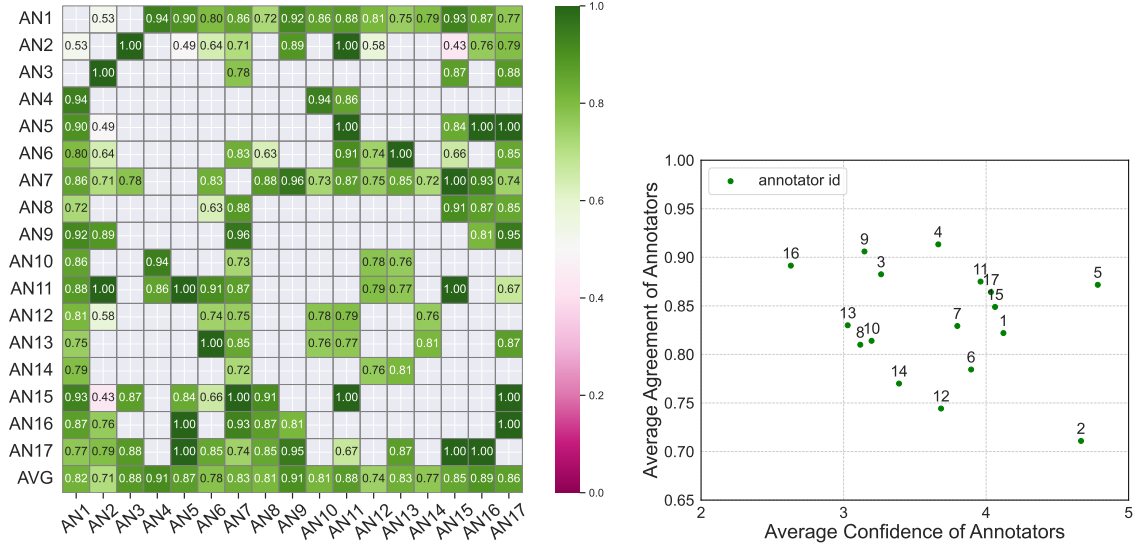 AN1 0.53 0.94 0.90 0.80 0.86 0.72 0.92 0.86 0.88 0.81 0.75 0.79 0.93 0.87 0.77
AN2 0.53 1.00 0.49 0.64 0.71 0.89 1.00 0.58 0.43 0.76 0.79
AN3 1.00 0.78 0.87 0.88
AN4 0.94 0.94 0.86
AN5 0.90 0.49 1.00 0.84 1.00 1.00
AN6 0.80 0.64 0.83 0.63 0.91 0.74 1.00 0.66 0.85
AN7 0.86 0.71 0.78 0.83 0.88 0.96 0.73 0.87 0.75 0.85 0.72 1.00 0.93 0.74
AN8 0.72 0.63 0.88 0.91 0.87 0.85
AN9 0.92 0.89 0.96 0.81 0.95
AN10 0.86 0.94 0.73 0.78 0.76
AN11 0.88 1.00 0.86 1.00 0.91 0.87 0.79 0.77 1.00 0.67
AN12 0.81 0.58 0.74 0.75 0.78 0.79 0.76
AN13 0.75 1.00 0.85 0.76 0.77 0.81 0.87
AN14 0.79 0.72 0.76 0.81
AN15 0.93 0.43 0.87 0.84 0.66 1.00 0.91 1.00 1.00
AN16 0.87 0.76 1.00 0.93 0.87 0.81 1.00
AN17 0.77 0.79 0.88 1.00 0.85 0.74 0.85 0.95 0.67 0.87 1.00 1.00
AVG 0.82 0.71 0.88 0.91 0.87 0.78 0.83 0.81 0.91 0.81 0.88 0.74 0.83 0.77 0.85 0.89 0.86
AN1 AN2 AN3 AN4 AN5 AN6 AN7 AN8 AN9 AN10 AN11 AN12 AN13 AN14 AN15 AN16 AN17
1.0
0.8
0.6
0.4
0.2
0.0
Average Agreement of Annotators
1.00
0.95
0.90
0.85
0.80
0.75
0.70
0.65
annotator id
4
9
16
3
11
5
17
15
13
7
1
8
10
6
14
12
2
2 3 4 5
Average Confidence of Annotators